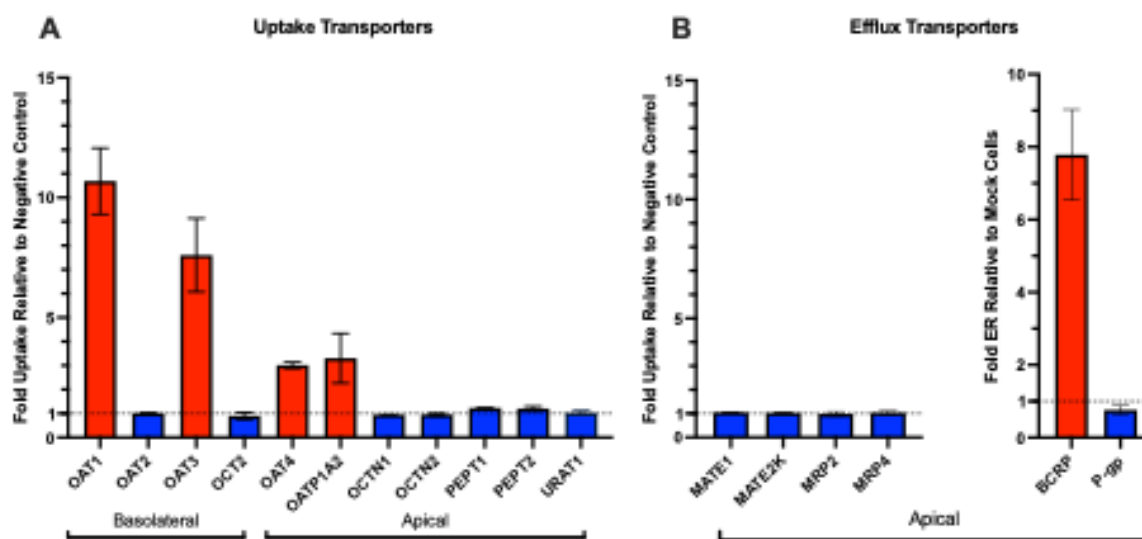 A
Uptake Transporters
Fold Uptake Relative to Negative Control
15
10
5
1
0
OAT1
OAT2
OAT3
OCT2
OAT4
OATP1A2
OCTN1
OCTN2
PEPT1
PEPT2
URAT1
Basolateral
Apical
B
Efflux Transporters
Fold Uptake Relative to Negative Control
15
10
5
1
0
MATE1
MATE2K
MRP2
MRP4
Fold ER Relative to Mock Cells
10
8
6
4
2
1
0
BCRP
P-gp
Apical